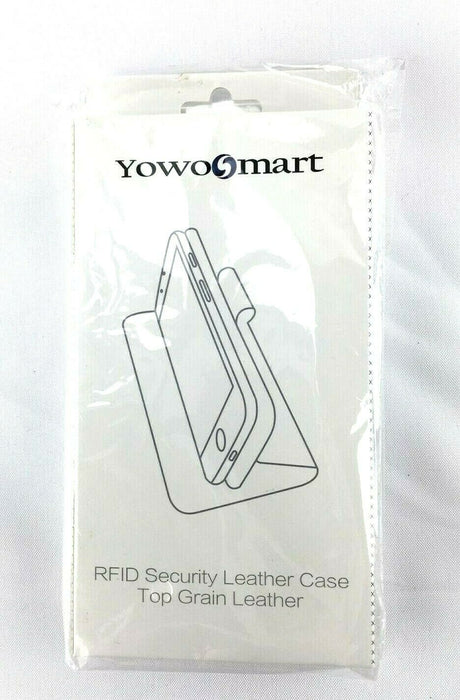 YowoSmart
RFID Security Leather Case
Top Grain Leather